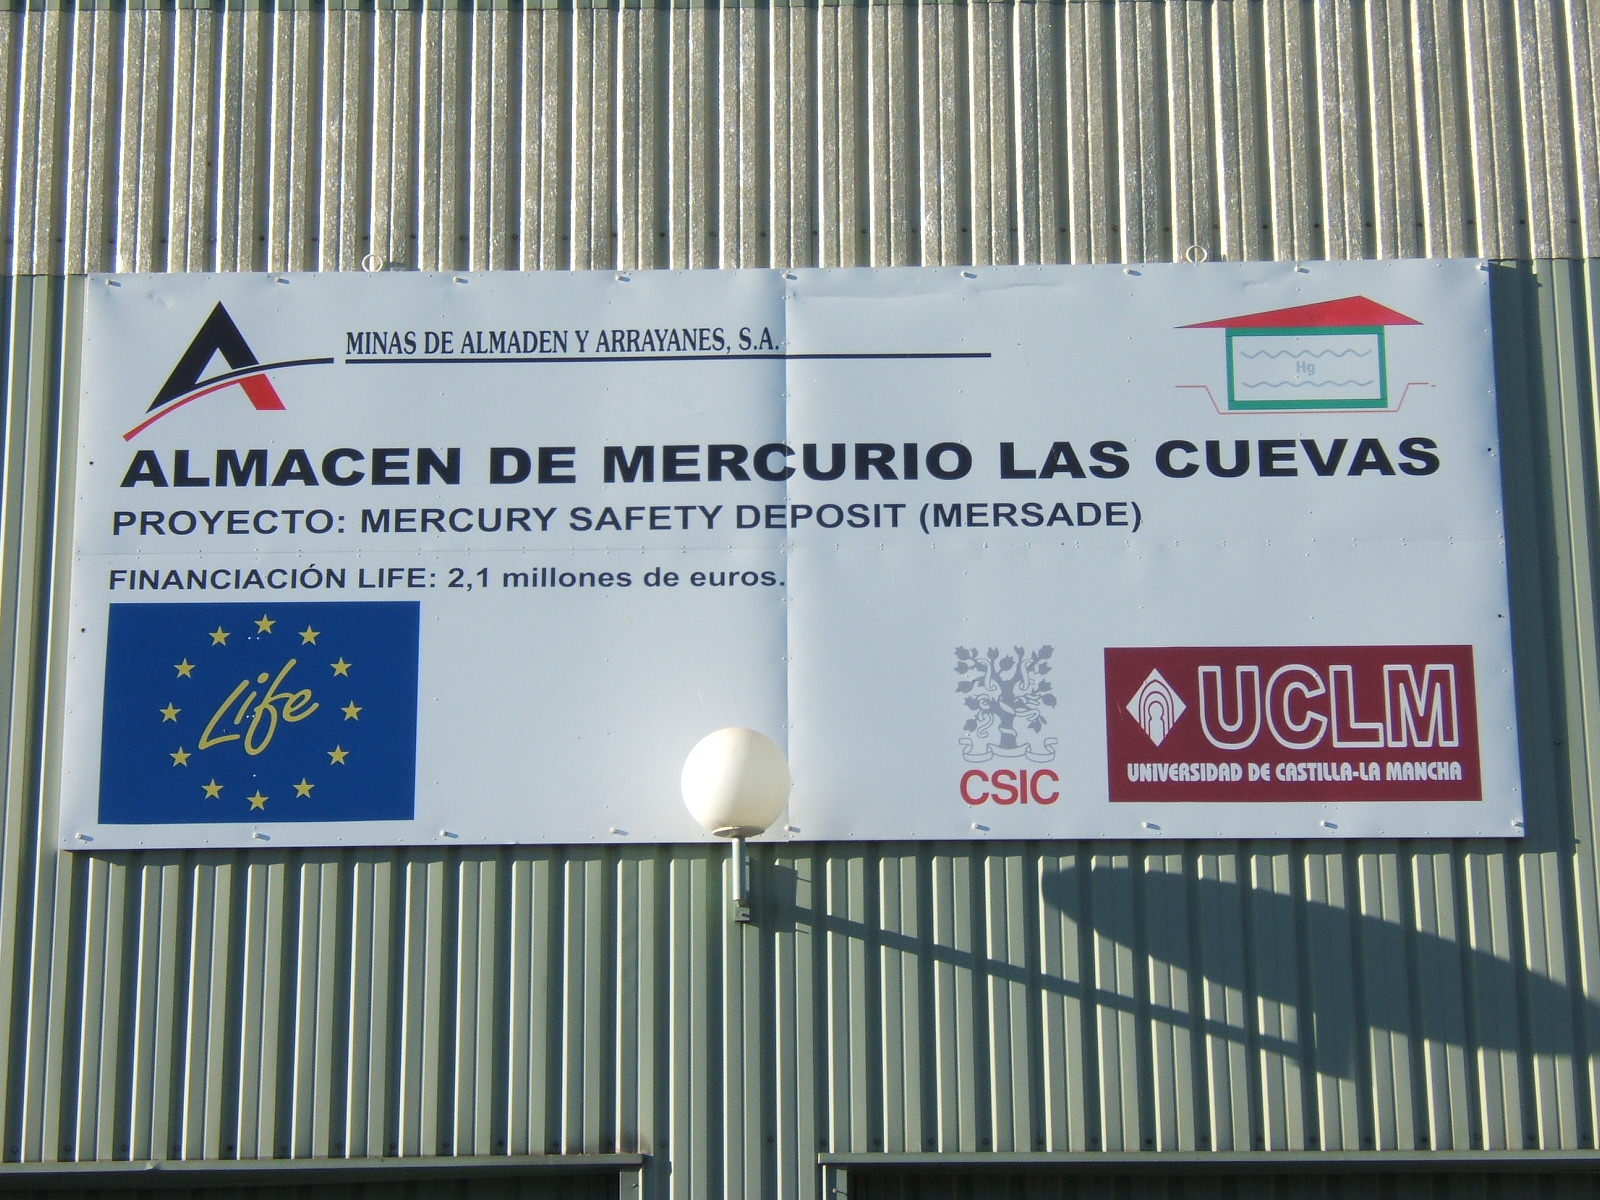 MINAS DE ALMADEN Y ARRAYANES, S.A.
Hg
ALMACEN DE MERCURIO LAS CUEVAS
PROYECTO: MERCURY SAFETY DEPOSIT (MERSADE)
FINANCIACIÓN LIFE: 2,1 millones de euros.
Life
CSIC
UCLM
UNIVERSIDAD DE CASTILLA-LA MANCHA